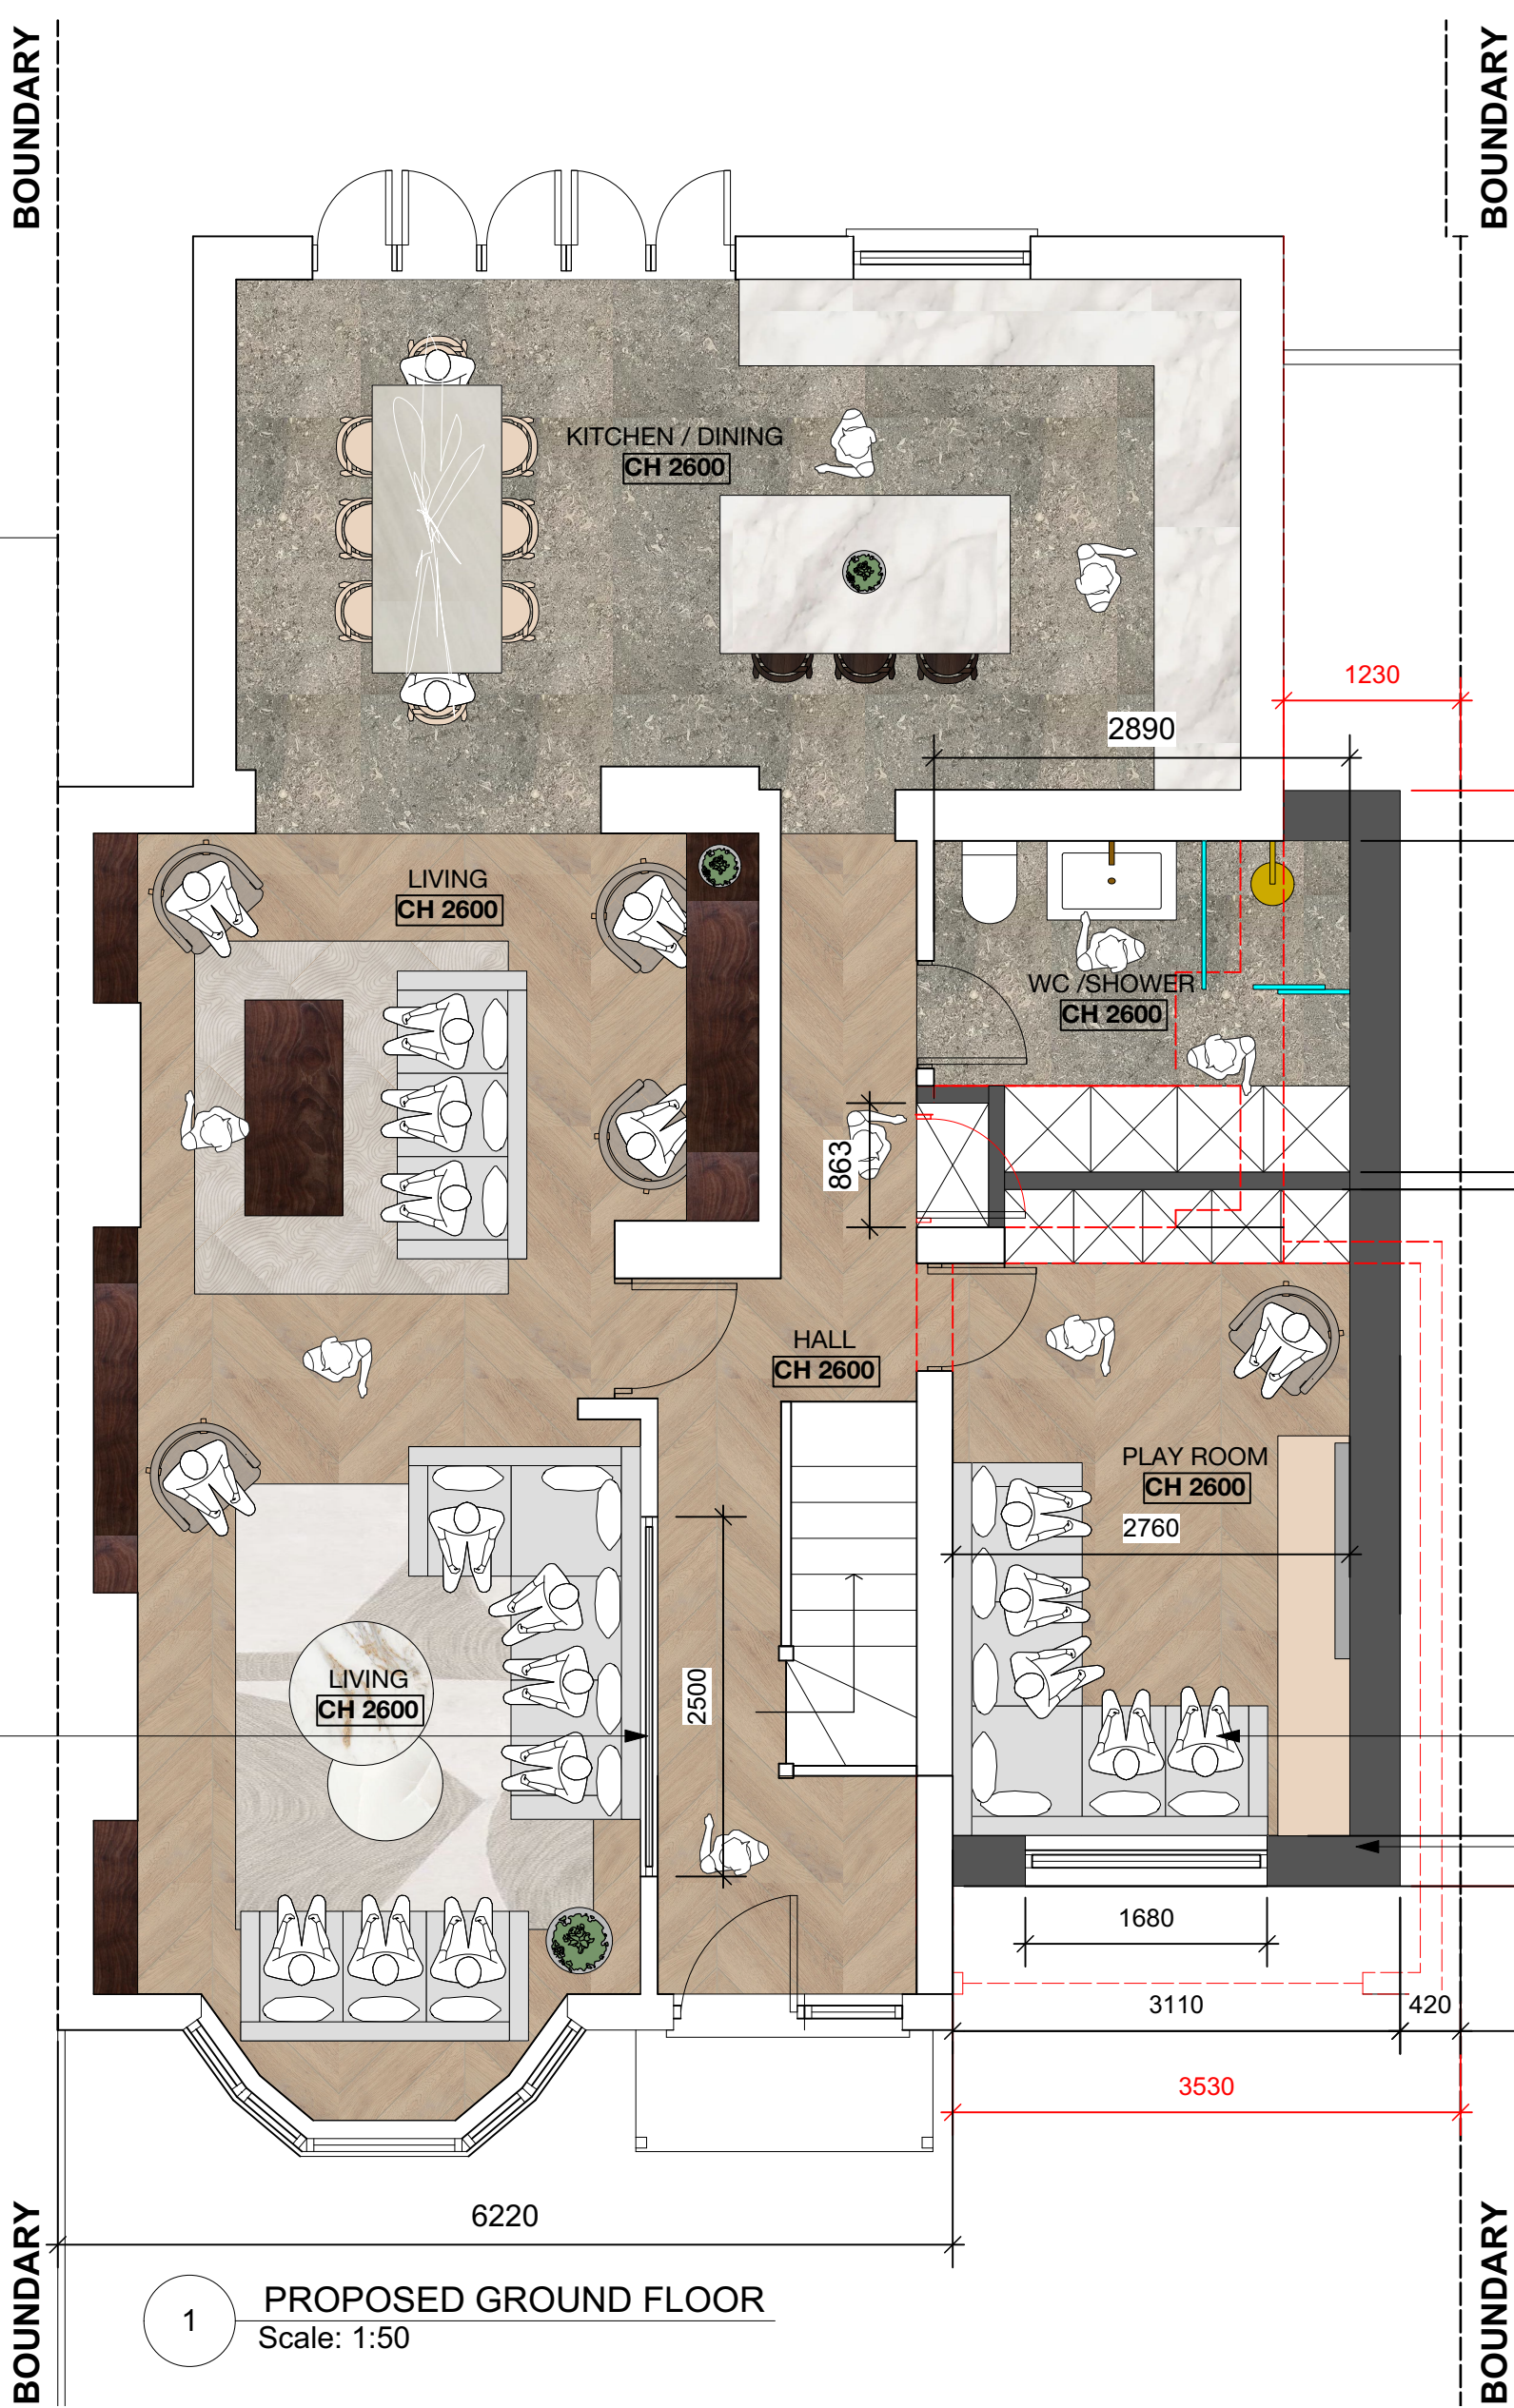 BOUNDARY
BOUNDARY
KITCHEN / DINING
CH 2600
1230
2890
LIVING
CH 2600
WC /SHOWER
CH 2600
863
HALL
CH 2600
PLAY ROOM
CH 2600
2760
LIVING
CH 2600
2500
1680
3110
420
3530
6220
BOUNDARY
BOUNDARY
1
PROPOSED GROUND FLOOR
Scale: 1:50